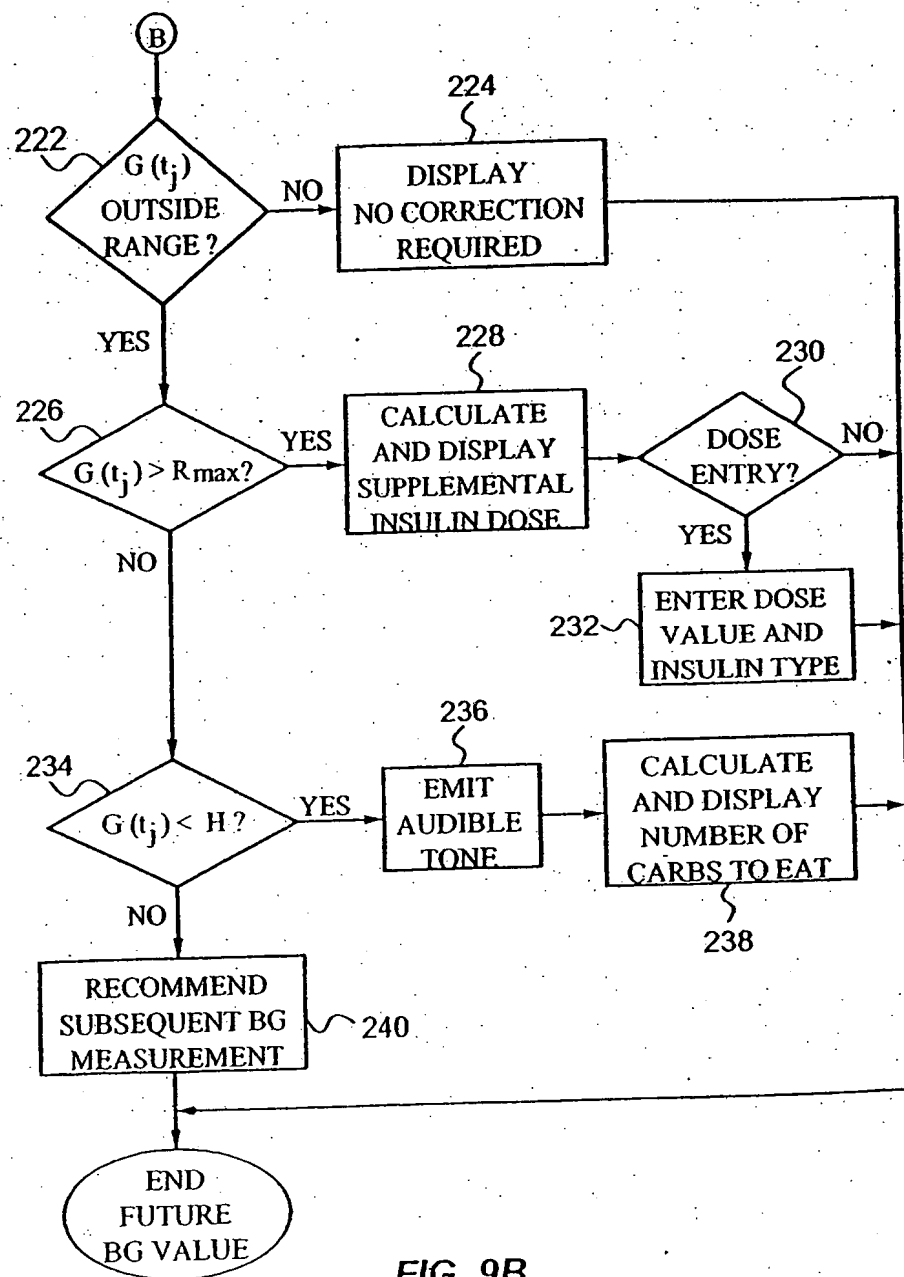 B
222
G(tj)
OUTSIDE
RANGE?
NO
224
DISPLAY
NO CORRECTION
REQUIRED
YES
226
G(tj) > Rmax?
YES
228
CALCULATE
AND DISPLAY
SUPPLEMENTAL
INSULIN DOSE
230
DOSE
ENTRY?
NO
YES
232
ENTER DOSE
VALUE AND
INSULIN TYPE
NO
234
G(tj) < H?
YES
236
EMIT
AUDIBLE
TONE
CALCULATE
AND DISPLAY
NUMBER OF
CARBS TO EAT
238
NO
RECOMMEND
SUBSEQUENT BG
MEASUREMENT
240
END
FUTURE
BG VALUE
FIG. 9B